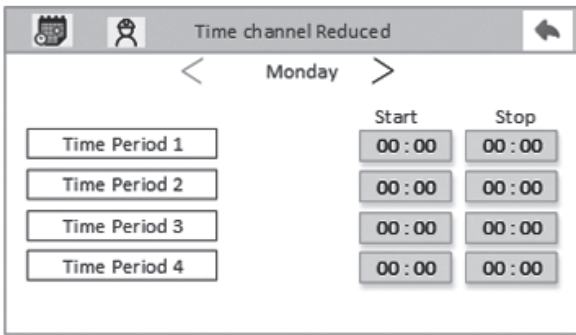 Time channel Reduced
< Monday >
Start Stop
Time Period 1 00:00 00:00
Time Period 2 00:00 00:00
Time Period 3 00:00 00:00
Time Period 4 00:00 00:00